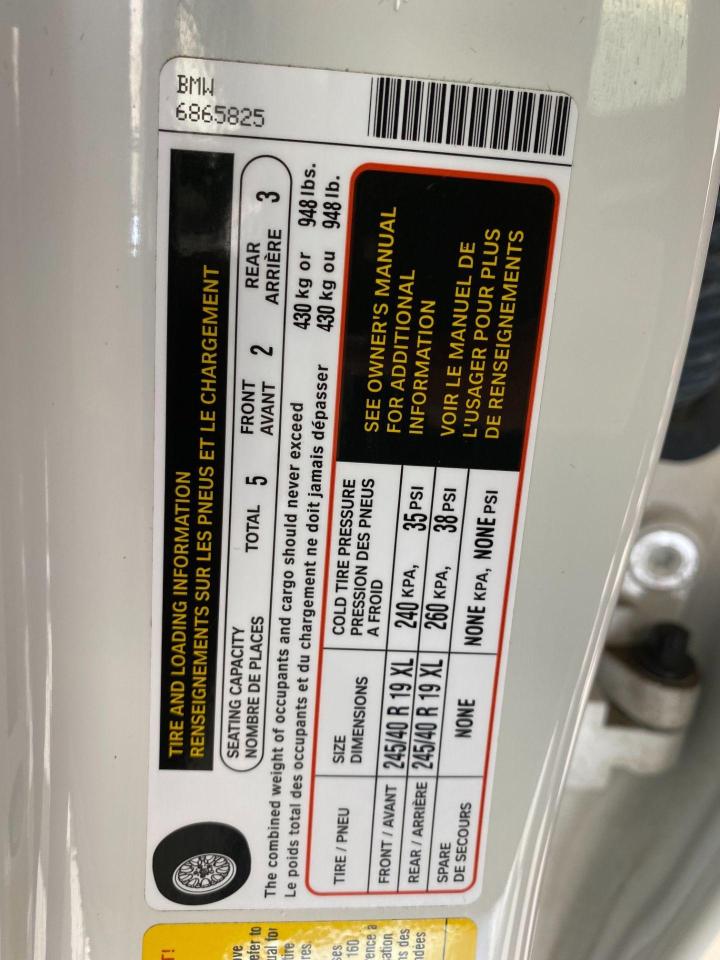 BMW
6865825
TIRE AND LOADING INFORMATION
RENSEIGNEMENTS SUR LES PNEUS ET LE CHARGEMENT
SEATING CAPACITY
NOMBRE DE PLACES
TOTAL 5
FRONT
AVANT 2
REAR
ARRIÈRE 3
The combined weight of occupants and cargo should never exceed 430 kg or 948 lbs.
Le poids total des occupants et du chargement ne doit jamais dépasser 430 kg ou 948 lb.
TIRE / PNEU
SIZE
DIMENSIONS
COLD TIRE PRESSURE
PRESSION DES PNEUS
A FROID
FRONT / AVANT 245/40 R 19 XL 240 KPA, 35 PSI
REAR / ARRIÈRE 245/40 R 19 XL 260 KPA, 38 PSI
SPARE
DE SECOURS
NONE NONE KPA, NONE PSI
SEE OWNER'S MANUAL
FOR ADDITIONAL
INFORMATION
VOIR LE MANUEL DE
L'USAGER POUR PLUS
DE RENSEIGNEMENTS